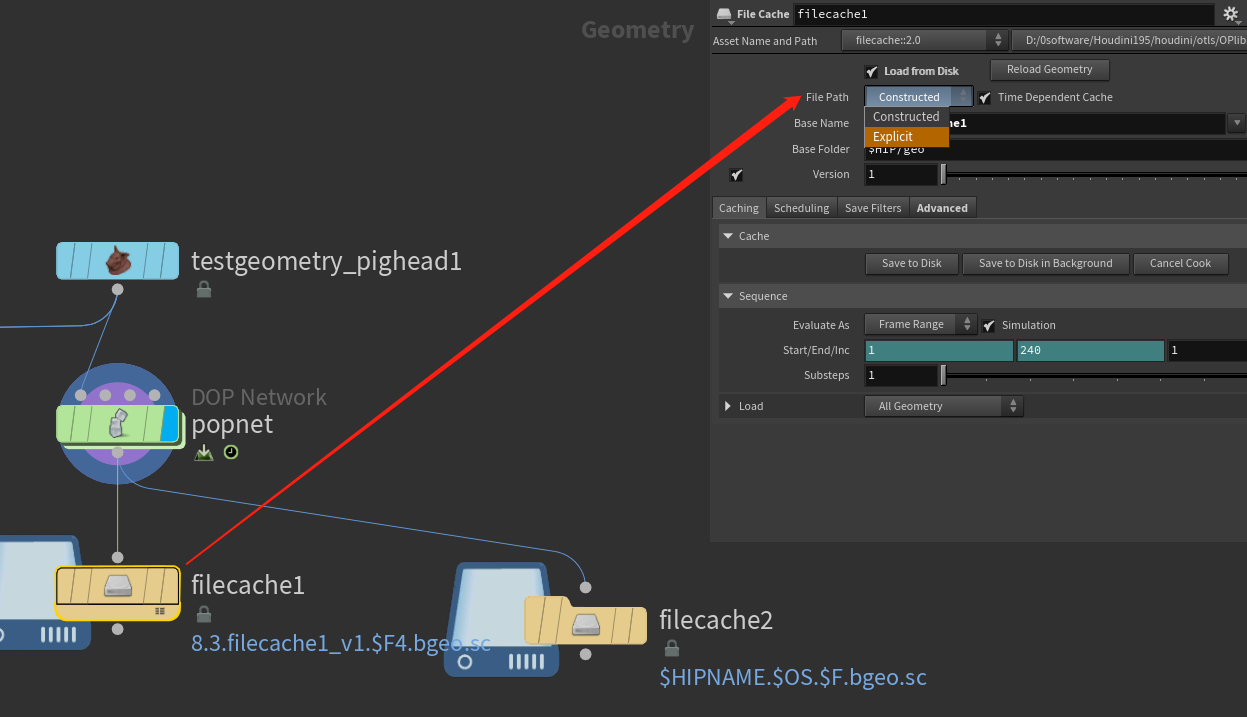 Geometry
File Cache filecache1
Asset Name and Path filecache::2.0 D:/0software/Houdini195/houdini/otls/OPlib
Load from Disk Reload Geometry
File Path Constructed Time Dependent Cache
Constructed
Base Name he1
Explicit
Base Folder $HIP/geo
Version 1
Caching Scheduling Save Filters Advanced
Cache
Save to Disk Save to Disk in Background Cancel Cook
Sequence
Evaluate As Frame Range Simulation
Start/End/Inc 1 240 1
Substeps 1
Load All Geometry
testgeometry_pighead1
DOP Network
popnet
filecache1
8.3.filecache1_v1.$F4.bgeo.sc
filecache2
$HIPNAME.$OS.$F.bgeo.sc